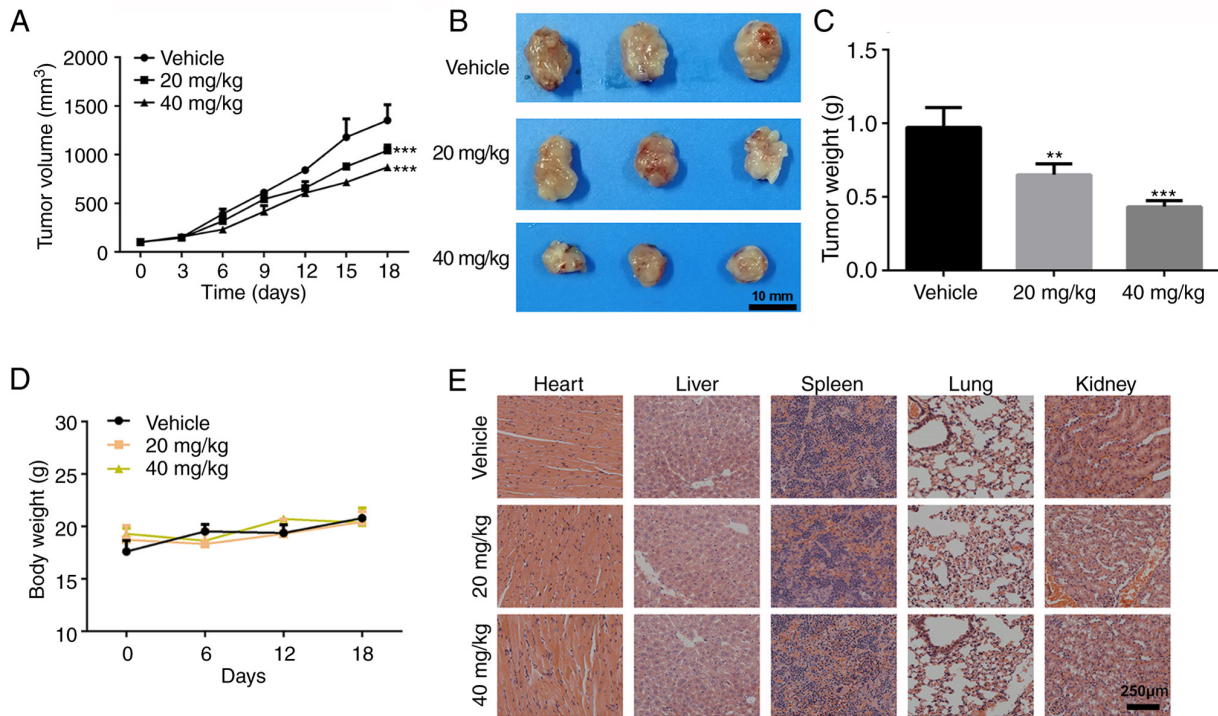 A
Tumor volume (mm³)
2000
1500
1000
500
0
Vehicle
20 mg/kg
40 mg/kg
***
***
0 3 6 9 12 15 18
Time (days)
B
Vehicle
20 mg/kg
40 mg/kg
10 mm
C
Tumor weight (g)
1.5
1.0
0.5
0.0
**
***
Vehicle 20 mg/kg 40 mg/kg
D
Body weight (g)
30
25
20
15
10
Vehicle
20 mg/kg
40 mg/kg
0 6 12 18
Days
E
Heart Liver Spleen Lung Kidney
Vehicle
20 mg/kg
40 mg/kg
250µm